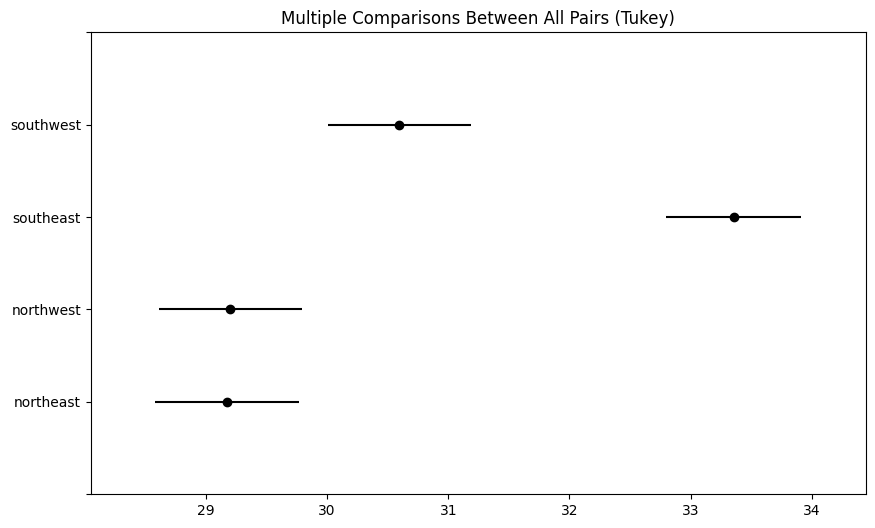 Multiple Comparisons Between All Pairs (Tukey)
southwest
southeast
northwest
northeast
29 30 31 32 33 34